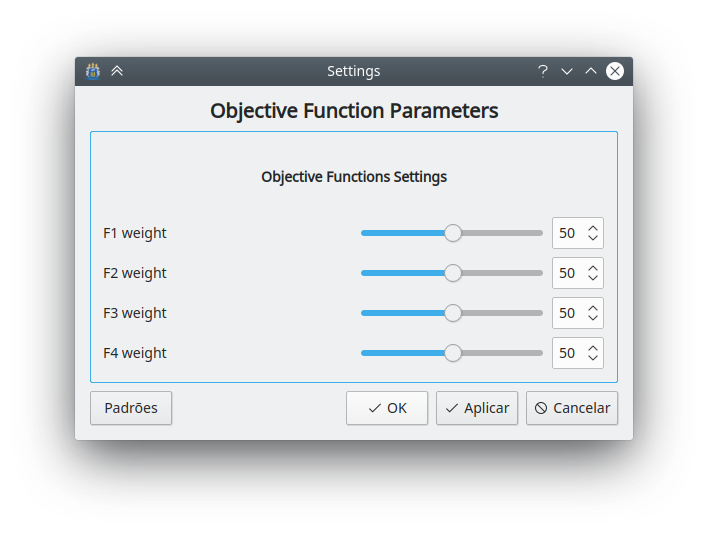 Settings
Objective Function Parameters
Objective Functions Settings
F1 weight 50
F2 weight 50
F3 weight 50
F4 weight 50
Padrões OK Aplicar Cancelar